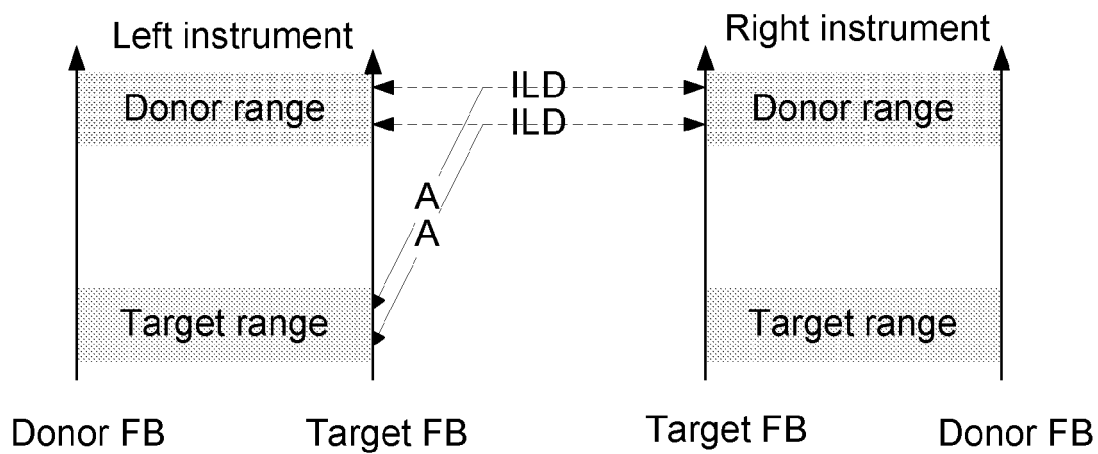 Left instrument
Right instrument
Donor range
ILD
ILD
Donor range
A
A
Target range
Target range
Donor FB
Target FB
Target FB
Donor FB